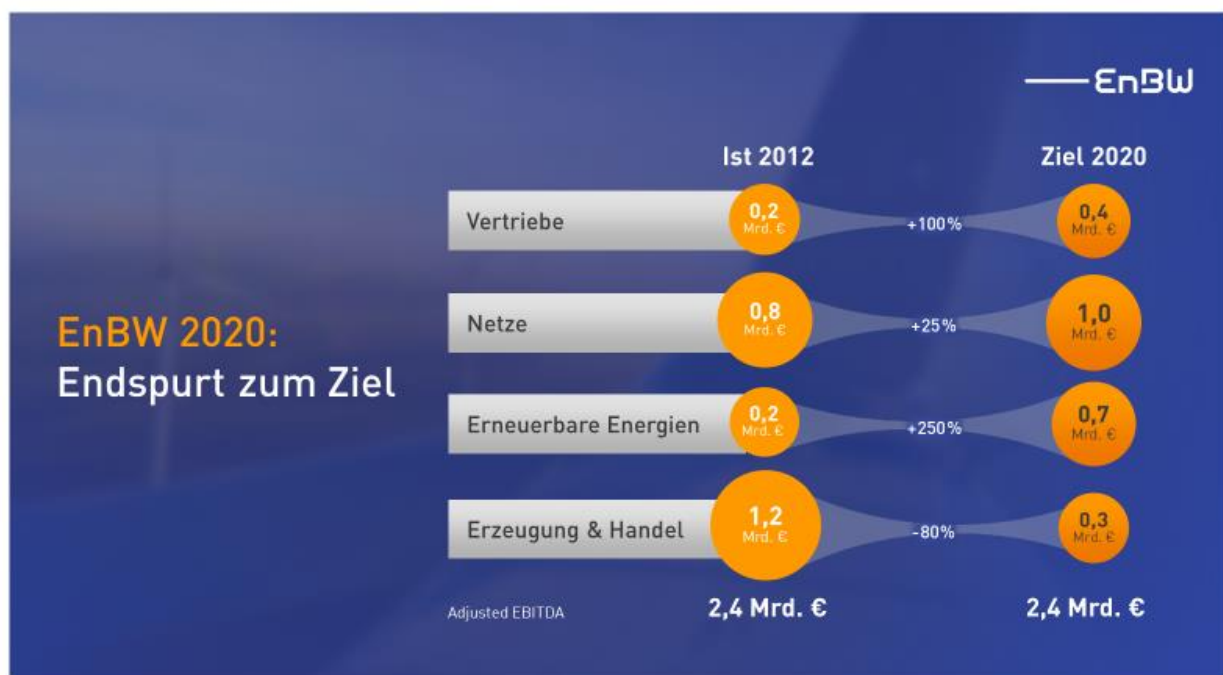 EnBW
Ist 2012
Ziel 2020
Vertriebe
0,2
Mrd. €
+100%
0,4
Mrd. €
EnBW 2020:
Endspurt zum Ziel
Netze
0,8
Mrd. €
+25%
1,0
Mrd. €
Erneuerbare Energien
0,2
Mrd. €
+250%
0,7
Mrd. €
Erzeugung & Handel
1,2
Mrd. €
-80%
0,3
Mrd. €
Adjusted EBITDA
2,4 Mrd. €
2,4 Mrd. €